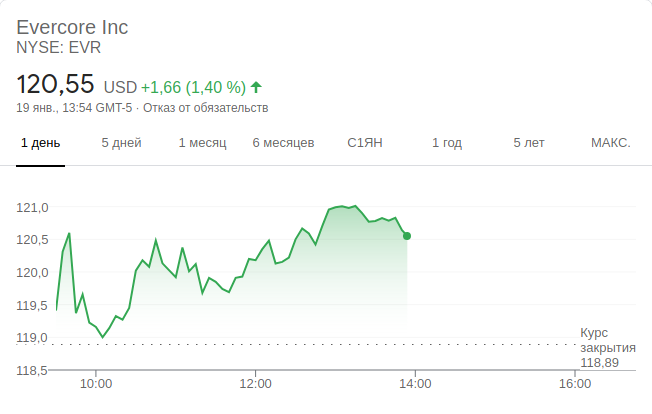 Evercore Inc
NYSE: EVR
120,55 USD +1,66 (1,40 %)
19 янв., 13:54 GMT-5 · Отказ от обязательств
1 день 5 дней 1 месяц 6 месяцев С1ЯН 1 год 5 лет МАКС.
121,0
120,5
120,0
119,5
119,0
118,5
Курс
закрытия
118,89
10:00 12:00 14:00 16:00